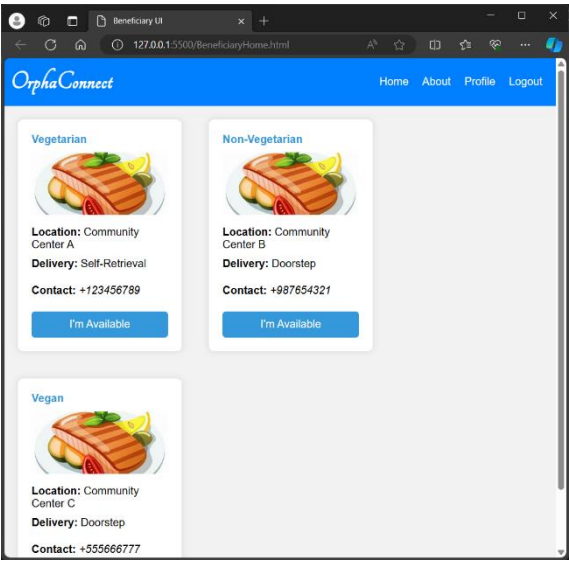 Beneficiary UI
127.0.0.1:5500/BeneficiaryHome.html
OrphaConnect
Home About Profile Logout
Vegetarian
Location: Community
Center A
Delivery: Self-Retrieval
Contact: +123456789
I'm Available
Non-Vegetarian
Location: Community
Center B
Delivery: Doorstep
Contact: +987654321
I'm Available
Vegan
Location: Community
Center C
Delivery: Doorstep
Contact: +555666777